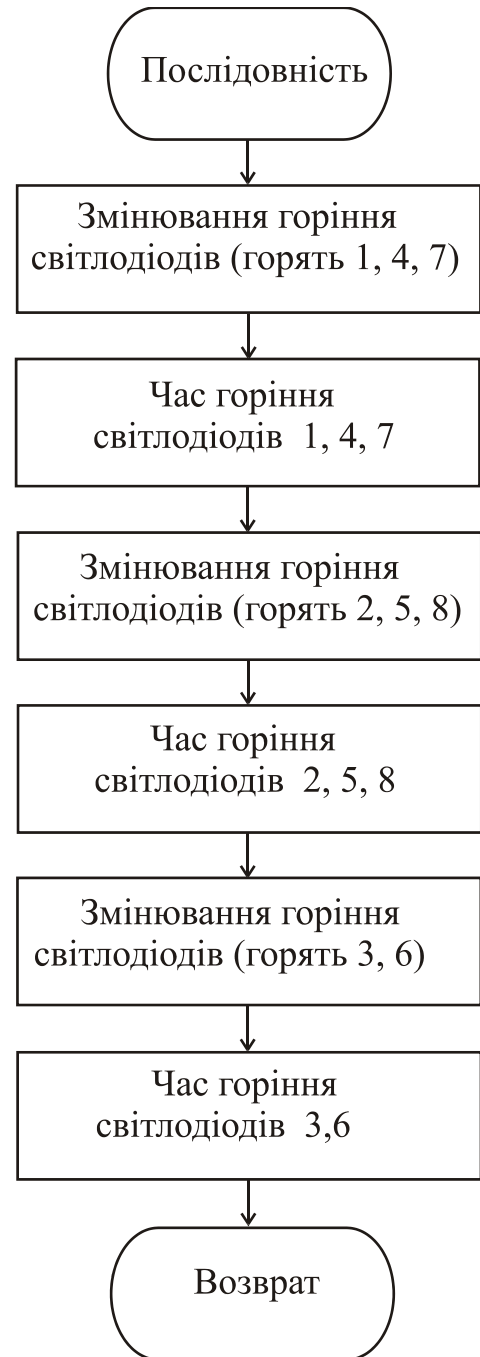 Послідовність
Змінювання горіння
світлодіодів (горять 1, 4, 7)
Час горіння
світлодіодів 1, 4, 7
Змінювання горіння
світлодіодів (горять 2, 5, 8)
Час горіння
світлодіодів 2, 5, 8
Змінювання горіння
світлодіодів (горять 3, 6)
Час горіння
світлодіодів 3,6
Возврат